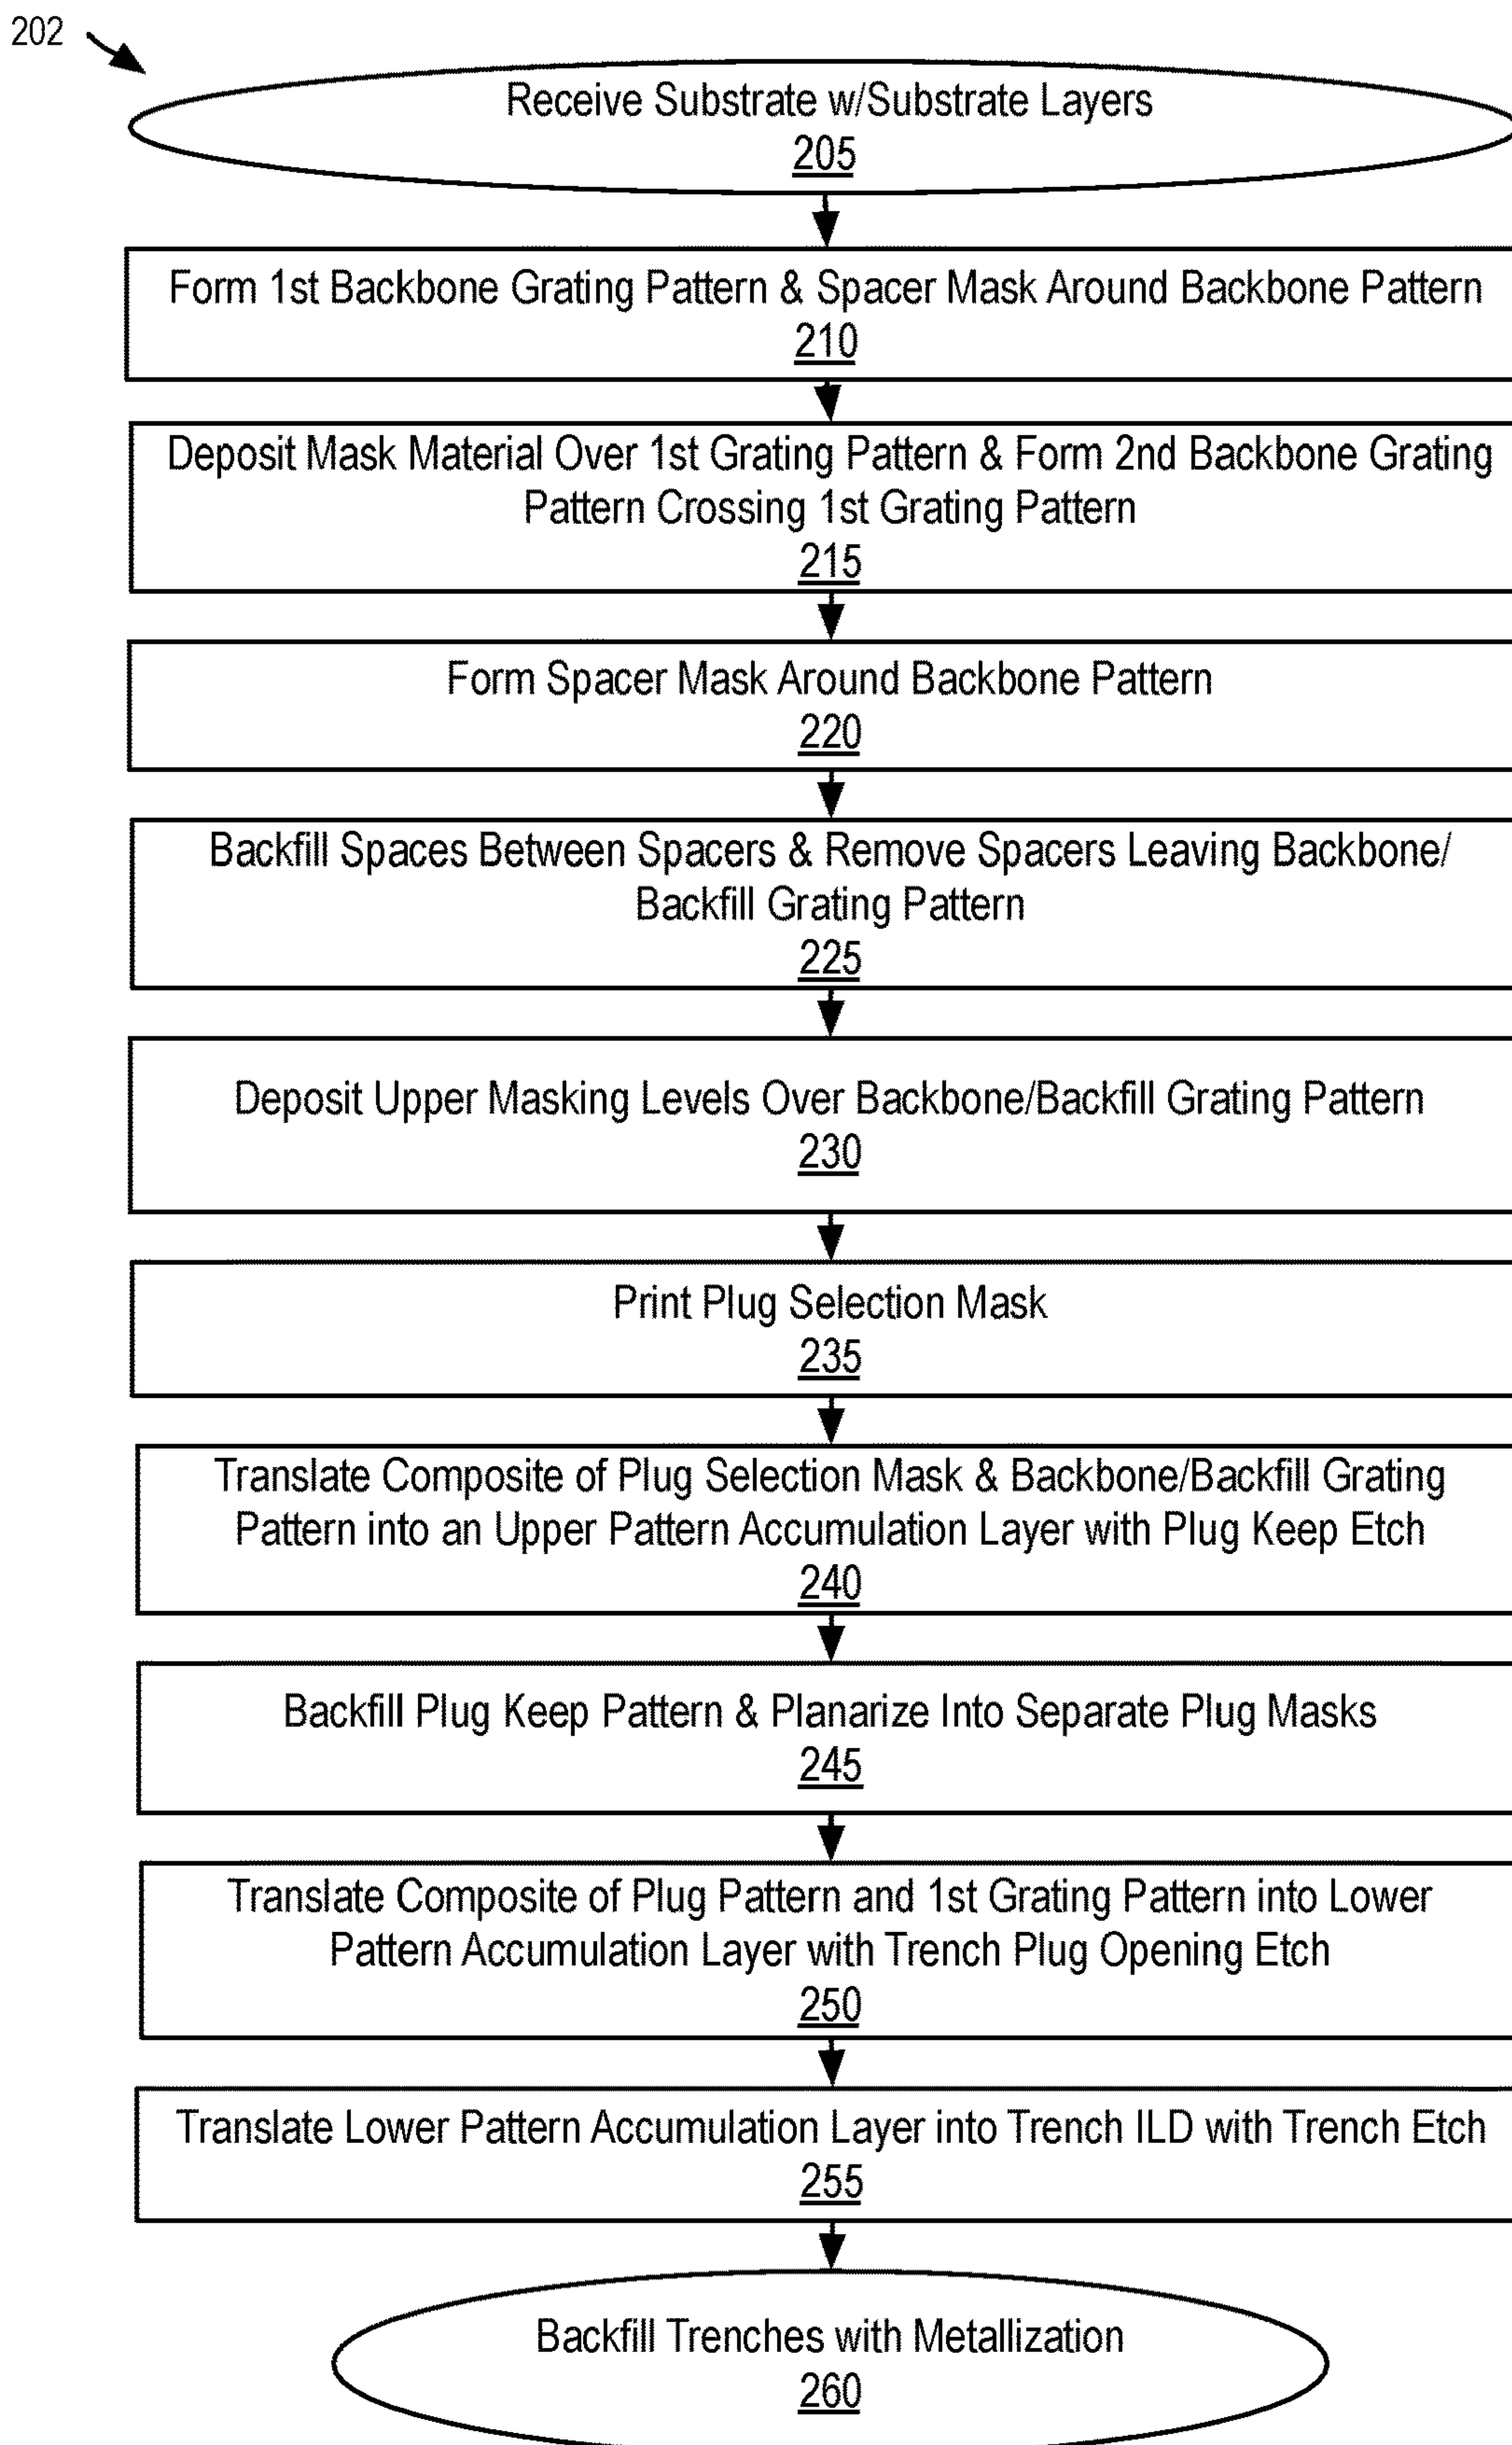 202
Receive Substrate w/Substrate Layers
205
Form 1st Backbone Grating Pattern & Spacer Mask Around Backbone Pattern
210
Deposit Mask Material Over 1st Grating Pattern & Form 2nd Backbone Grating
Pattern Crossing 1st Grating Pattern
215
Form Spacer Mask Around Backbone Pattern
220
Backfill Spaces Between Spacers & Remove Spacers Leaving Backbone/
Backfill Grating Pattern
225
Deposit Upper Masking Levels Over Backbone/Backfill Grating Pattern
230
Print Plug Selection Mask
235
Translate Composite of Plug Selection Mask & Backbone/Backfill Grating
Pattern into an Upper Pattern Accumulation Layer with Plug Keep Etch
240
Backfill Plug Keep Pattern & Planarize Into Separate Plug Masks
245
Translate Composite of Plug Pattern and 1st Grating Pattern into Lower
Pattern Accumulation Layer with Trench Plug Opening Etch
250
Translate Lower Pattern Accumulation Layer into Trench ILD with Trench Etch
255
Backfill Trenches with Metallization
260